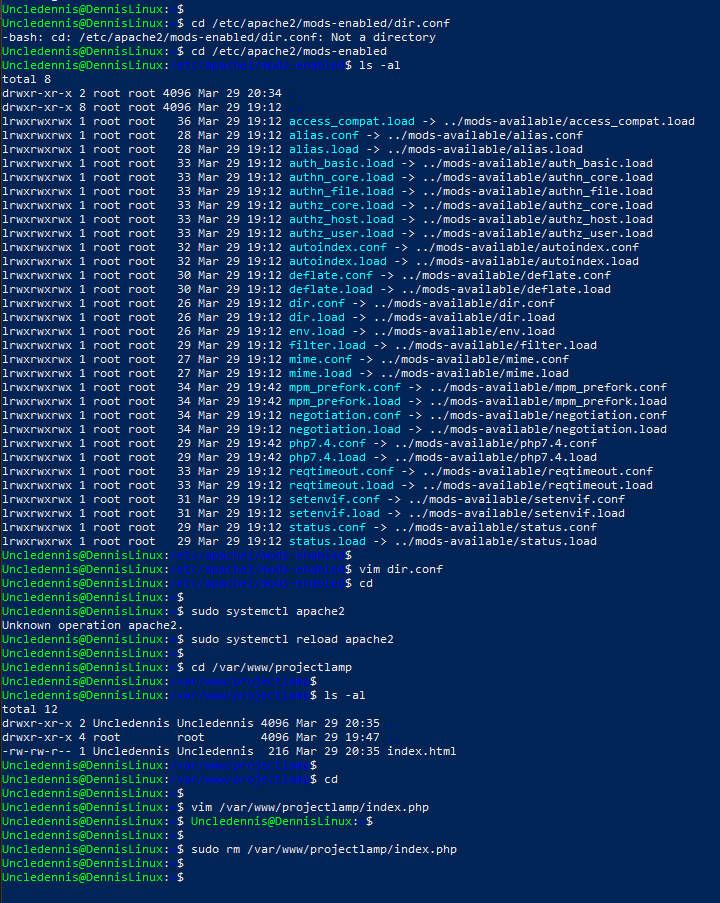 Uncledennis@DennisLinux: $
Uncledennis@DennisLinux: $ cd /etc/apache2/mods-enabled/dir.conf
-bash: cd: /etc/apache2/mods-enabled/dir.conf: Not a directory
Uncledennis@DennisLinux: $ cd /etc/apache2/mods-enabled
Uncledennis@DennisLinux:/etc/apache2/mods-enabled$ ls -al
total 8
drwxr-xr-x 2 root root 4096 Mar 29 20:34 .
drwxr-xr-x 8 root root 4096 Mar 29 19:12 ..
lrwxrwxrwx 1 root root 36 Mar 29 19:12 access_compat.load -> ../mods-available/access_compat.load
lrwxrwxrwx 1 root root 28 Mar 29 19:12 alias.conf -> ../mods-available/alias.conf
lrwxrwxrwx 1 root root 28 Mar 29 19:12 alias.load -> ../mods-available/alias.load
lrwxrwxrwx 1 root root 33 Mar 29 19:12 auth_basic.load -> ../mods-available/auth_basic.load
lrwxrwxrwx 1 root root 33 Mar 29 19:12 authn_core.load -> ../mods-available/authn_core.load
lrwxrwxrwx 1 root root 33 Mar 29 19:12 authn_file.load -> ../mods-available/authn_file.load
lrwxrwxrwx 1 root root 33 Mar 29 19:12 authz_core.load -> ../mods-available/authz_core.load
lrwxrwxrwx 1 root root 33 Mar 29 19:12 authz_host.load -> ../mods-available/authz_host.load
lrwxrwxrwx 1 root root 33 Mar 29 19:12 authz_user.load -> ../mods-available/authz_user.load
lrwxrwxrwx 1 root root 32 Mar 29 19:12 autoindex.conf -> ../mods-available/autoindex.conf
lrwxrwxrwx 1 root root 32 Mar 29 19:12 autoindex.load -> ../mods-available/autoindex.load
lrwxrwxrwx 1 root root 30 Mar 29 19:12 deflate.conf -> ../mods-available/deflate.conf
lrwxrwxrwx 1 root root 30 Mar 29 19:12 deflate.load -> ../mods-available/deflate.load
lrwxrwxrwx 1 root root 26 Mar 29 19:12 dir.conf -> ../mods-available/dir.conf
lrwxrwxrwx 1 root root 26 Mar 29 19:12 dir.load -> ../mods-available/dir.load
lrwxrwxrwx 1 root root 26 Mar 29 19:12 env.load -> ../mods-available/env.load
lrwxrwxrwx 1 root root 29 Mar 29 19:12 filter.load -> ../mods-available/filter.load
lrwxrwxrwx 1 root root 27 Mar 29 19:12 mime.conf -> ../mods-available/mime.conf
lrwxrwxrwx 1 root root 27 Mar 29 19:12 mime.load -> ../mods-available/mime.load
lrwxrwxrwx 1 root root 34 Mar 29 19:42 mpm_prefork.conf -> ../mods-available/mpm_prefork.conf
lrwxrwxrwx 1 root root 34 Mar 29 19:42 mpm_prefork.load -> ../mods-available/mpm_prefork.load
lrwxrwxrwx 1 root root 34 Mar 29 19:12 negotiation.conf -> ../mods-available/negotiation.conf
lrwxrwxrwx 1 root root 34 Mar 29 19:12 negotiation.load -> ../mods-available/negotiation.load
lrwxrwxrwx 1 root root 29 Mar 29 19:42 php7.4.conf -> ../mods-available/php7.4.conf
lrwxrwxrwx 1 root root 29 Mar 29 19:42 php7.4.load -> ../mods-available/php7.4.load
lrwxrwxrwx 1 root root 33 Mar 29 19:12 reqtimeout.conf -> ../mods-available/reqtimeout.conf
lrwxrwxrwx 1 root root 33 Mar 29 19:12 reqtimeout.load -> ../mods-available/reqtimeout.load
lrwxrwxrwx 1 root root 31 Mar 29 19:12 setenvif.conf -> ../mods-available/setenvif.conf
lrwxrwxrwx 1 root root 31 Mar 29 19:12 setenvif.load -> ../mods-available/setenvif.load
lrwxrwxrwx 1 root root 29 Mar 29 19:12 status.conf -> ../mods-available/status.conf
lrwxrwxrwx 1 root root 29 Mar 29 19:12 status.load -> ../mods-available/status.load
Uncledennis@DennisLinux:/etc/apache2/mods-enabled$
Uncledennis@DennisLinux:/etc/apache2/mods-enabled$ vim dir.conf
Uncledennis@DennisLinux:/etc/apache2/mods-enabled$ cd
Uncledennis@DennisLinux: $
Uncledennis@DennisLinux: $ sudo systemctl apache2
Unknown operation apache2.
Uncledennis@DennisLinux: $ sudo systemctl reload apache2
Uncledennis@DennisLinux: $
Uncledennis@DennisLinux: $ cd /var/www/projectlamp
Uncledennis@DennisLinux:/var/www/projectlamp$
Uncledennis@DennisLinux:/var/www/projectlamp$ ls -al
total 12
drwxr-xr-x 2 Uncledennis Uncledennis 4096 Mar 29 20:35 .
drwxr-xr-x 4 root root 4096 Mar 29 19:47 ..
-rw-rw-r-- 1 Uncledennis Uncledennis 216 Mar 29 20:35 index.html
Uncledennis@DennisLinux:/var/www/projectlamp$
Uncledennis@DennisLinux:/var/www/projectlamp$ cd
Uncledennis@DennisLinux: $
Uncledennis@DennisLinux: $ vim /var/www/projectlamp/index.php
Uncledennis@DennisLinux: $ Uncledennis@DennisLinux: $
Uncledennis@DennisLinux: $
Uncledennis@DennisLinux: $ sudo rm /var/www/projectlamp/index.php
Uncledennis@DennisLinux: $
Uncledennis@DennisLinux: $